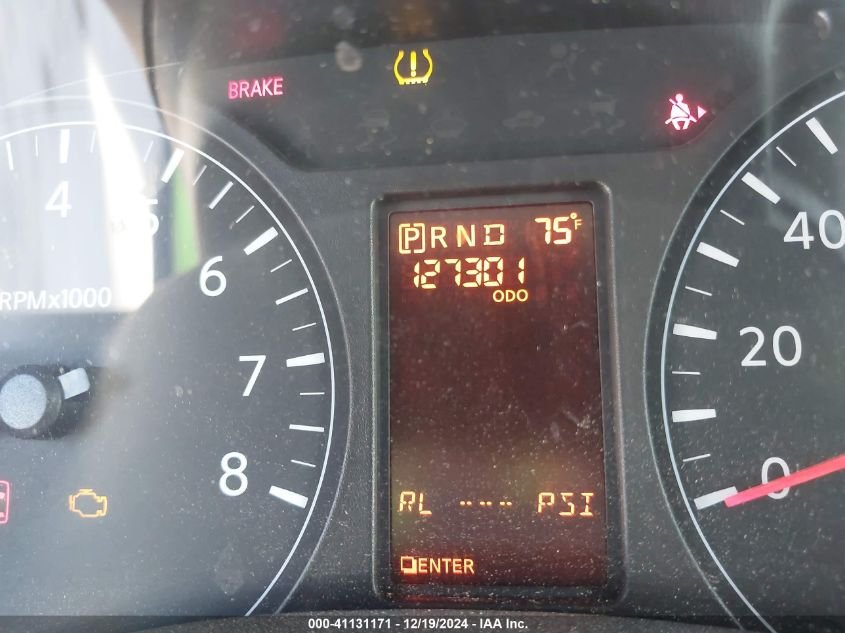 BRAKE
4
5
6
7
8
RPMx1000
P R N D 75°F
127301
ODO
RL --- PSI
ENTER
40
20
0
000-41131171 - 12/19/2024 - IAA Inc.